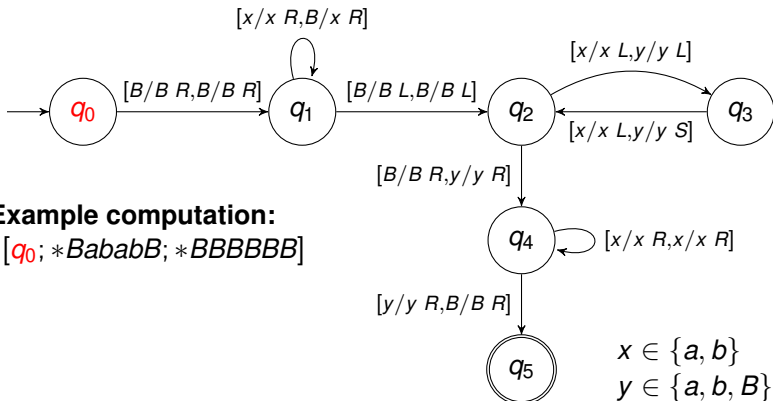 [x/x R,B/x R]
[x/x L,y/y L]
[B/B R,B/B R] [B/B L,B/B L]
q₀ q₁ q₂ q₃
[x/x L,y/y S]
[B/B R,y/y R]
Example computation:
[q₀; ∗BababB; ∗BBBBBB]
q₄ [x/x R,x/x R]
[y/y R,B/B R]
q₅
x ∈ {a, b}
y ∈ {a, b, B}